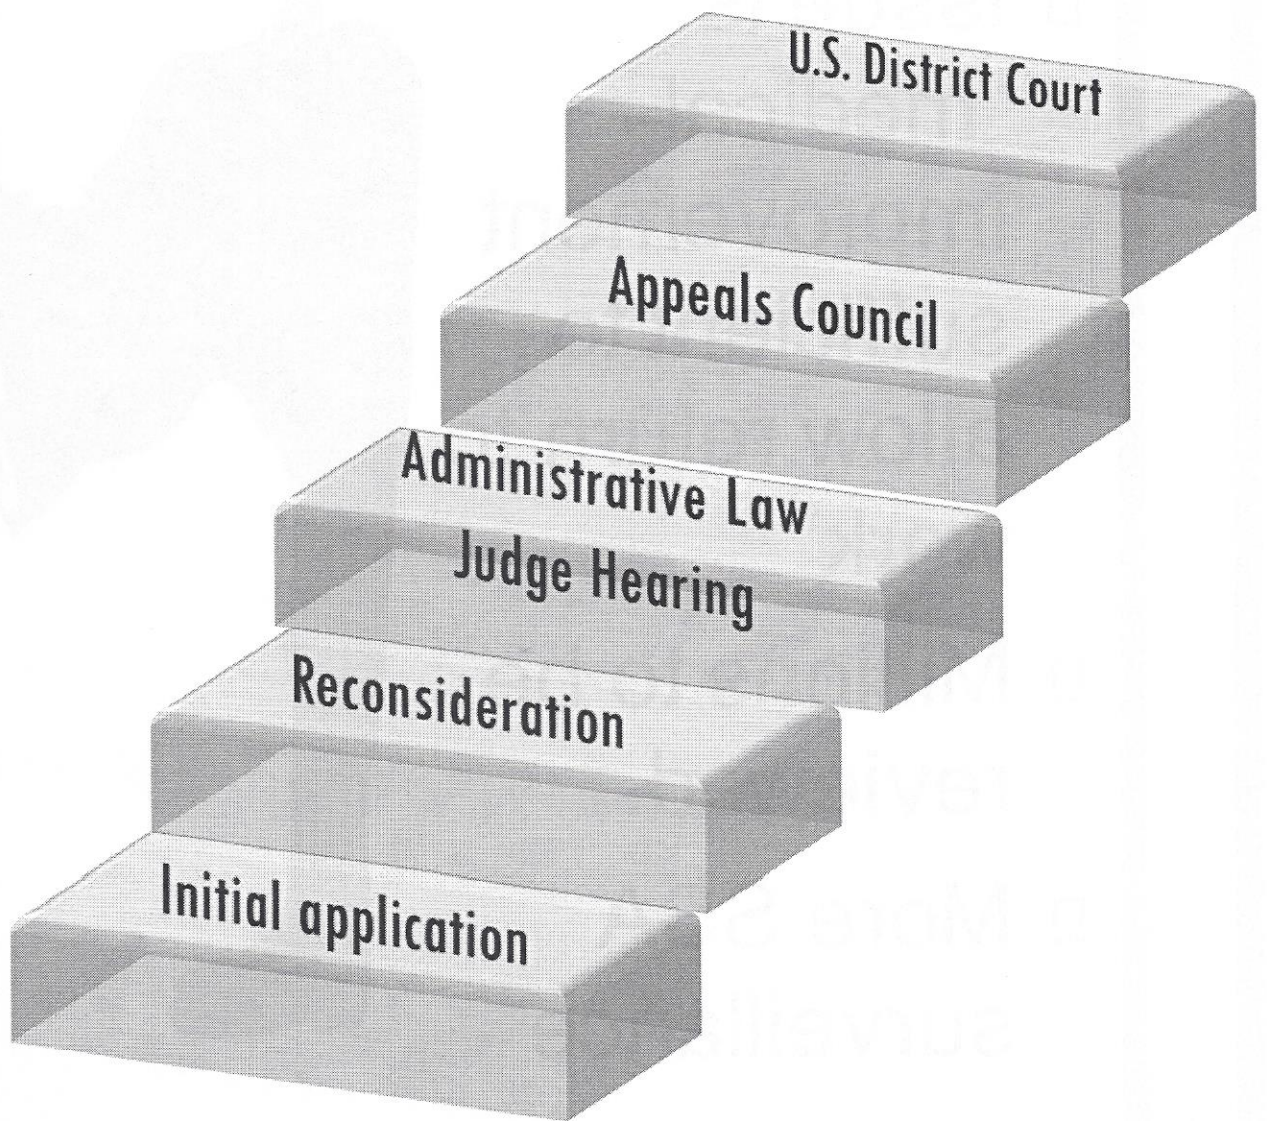 U.S. District Court
Appeals Council
Administrative Law
Judge Hearing
Reconsideration
Initial application